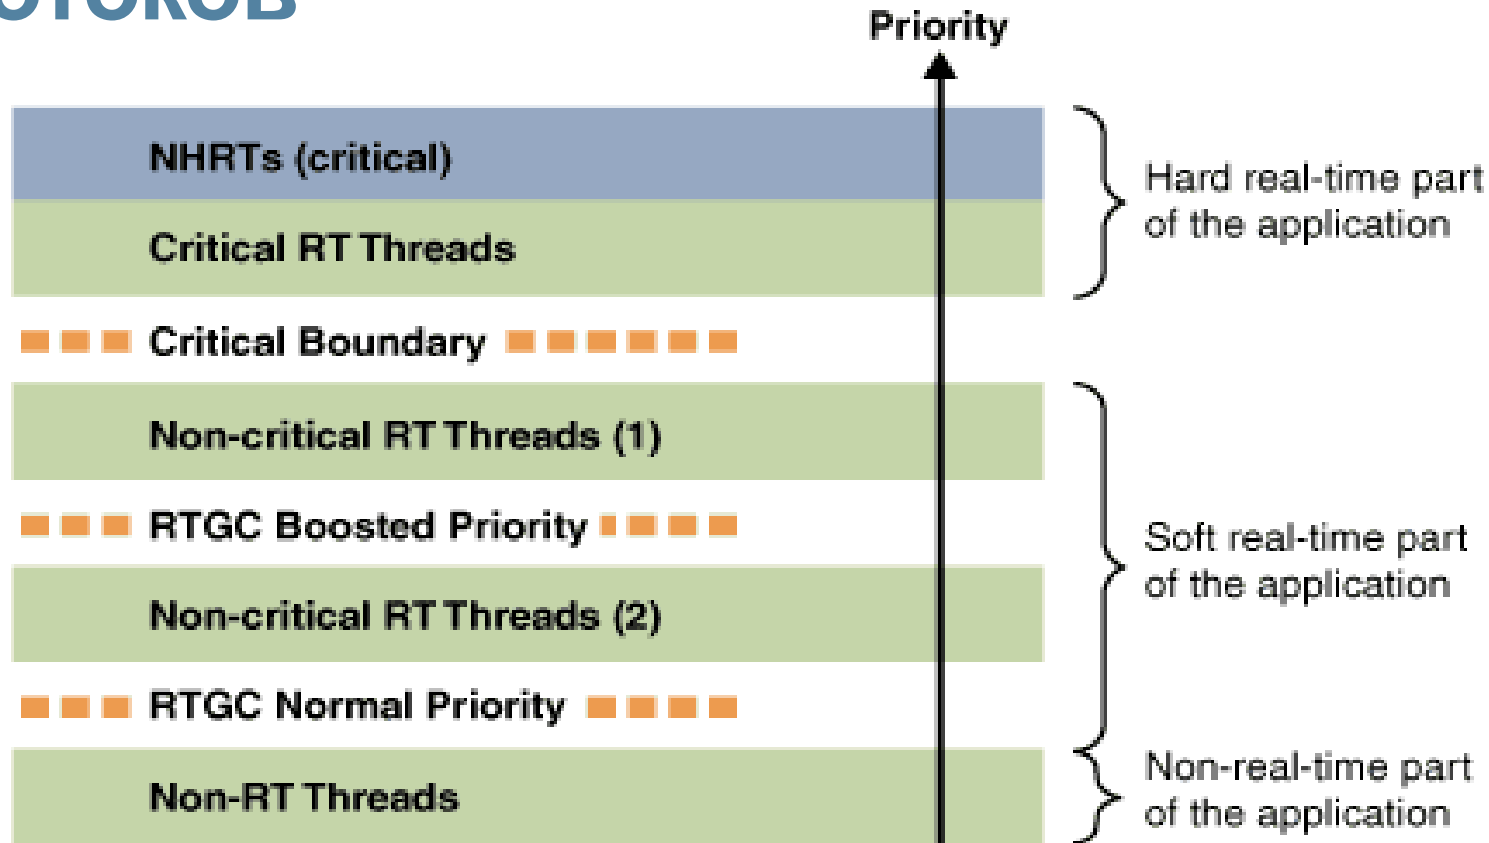 Priority
NHRTs (critical)
Critical RT Threads
Hard real-time part
of the application
Critical Boundary
Non-critical RT Threads (1)
RTGC Boosted Priority
Soft real-time part
of the application
Non-critical RT Threads (2)
RTGC Normal Priority
Non-RT Threads
Non-real-time part
of the application